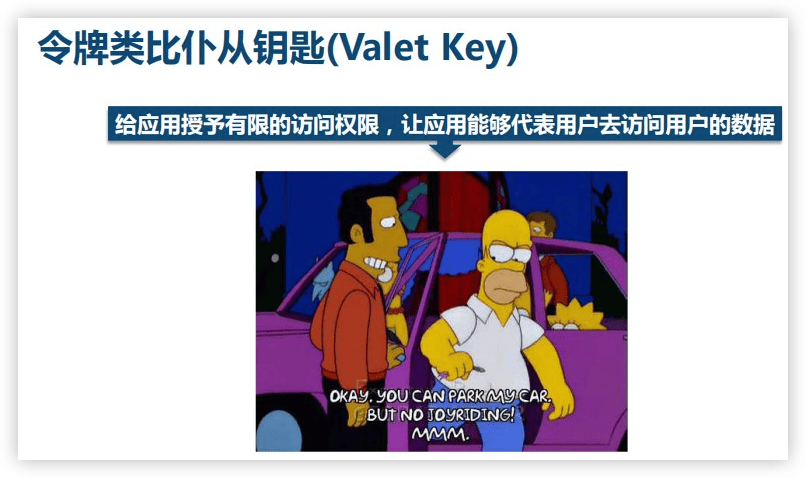 令牌类比仆从钥匙(Valet Key)
给应用授予有限的访问权限，让应用能够代表用户去访问用户的数据
OKAY. YOU CAN PARK MY CAR.
BUT NO JOYRIDING!
MMM.